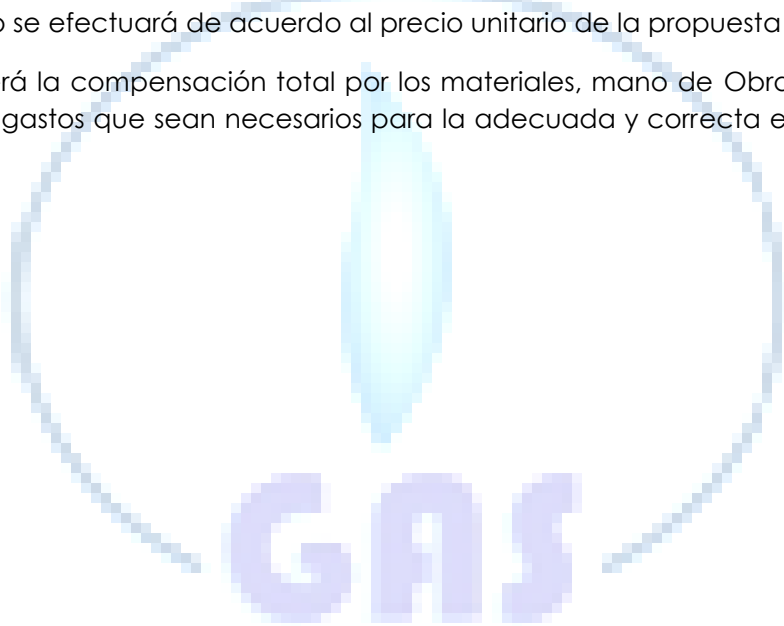 o se efectuará de acuerdo al precio unitario de la propuesta
rá la compensación total por los materiales, mano de Obra
gastos que sean necesarios para la adecuada y correcta e
GAS